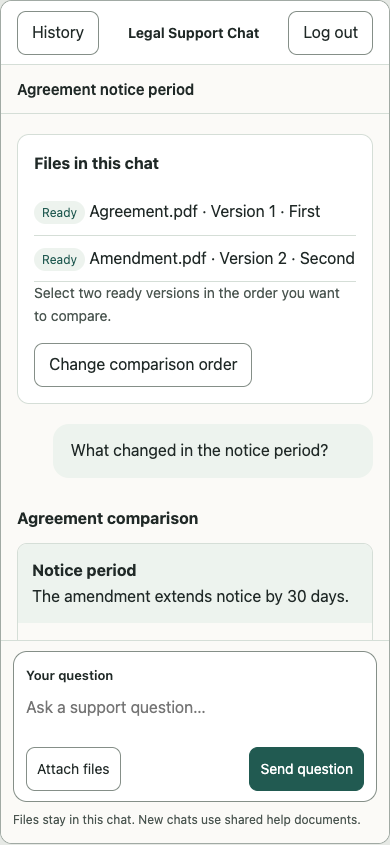 History
Legal Support Chat
Log out
Agreement notice period
Files in this chat
Ready Agreement.pdf · Version 1 · First
Ready Amendment.pdf · Version 2 · Second
Select two ready versions in the order you want
to compare.
Change comparison order
What changed in the notice period?
Agreement comparison
Notice period
The amendment extends notice by 30 days.
Your question
Ask a support question...
Attach files
Send question
Files stay in this chat. New chats use shared help documents.